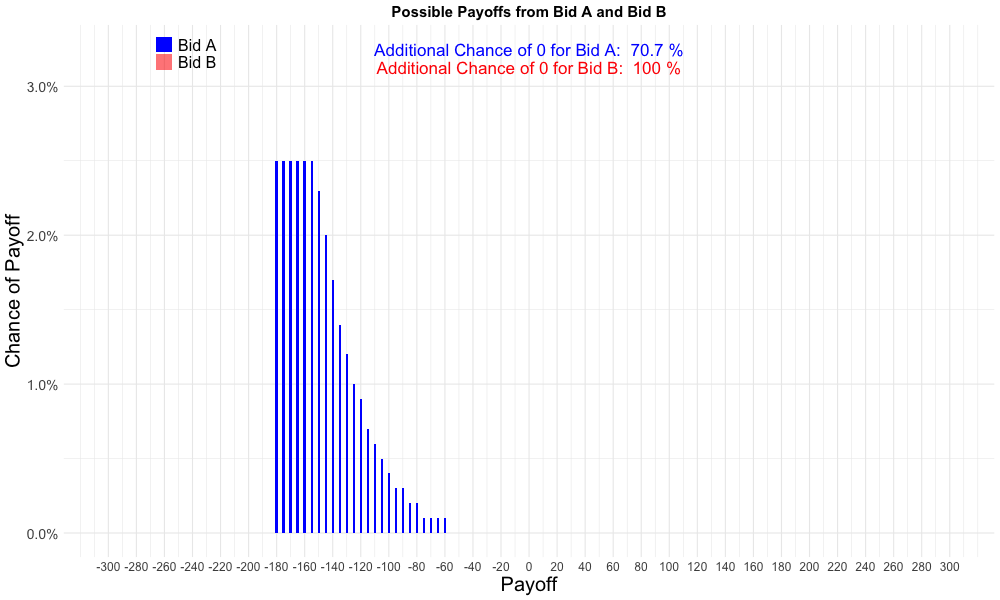 Possible Payoffs from Bid A and Bid B
Bid A
Bid B
Additional Chance of 0 for Bid A: 70.7 %
Additional Chance of 0 for Bid B: 100 %
Chance of Payoff
3.0%
2.0%
1.0%
0.0%
-300 -280 -260 -240 -220 -200 -180 -160 -140 -120 -100 -80 -60 -40 -20 0 20 40 60 80 100 120 140 160 180 200 220 240 260 280 300
Payoff